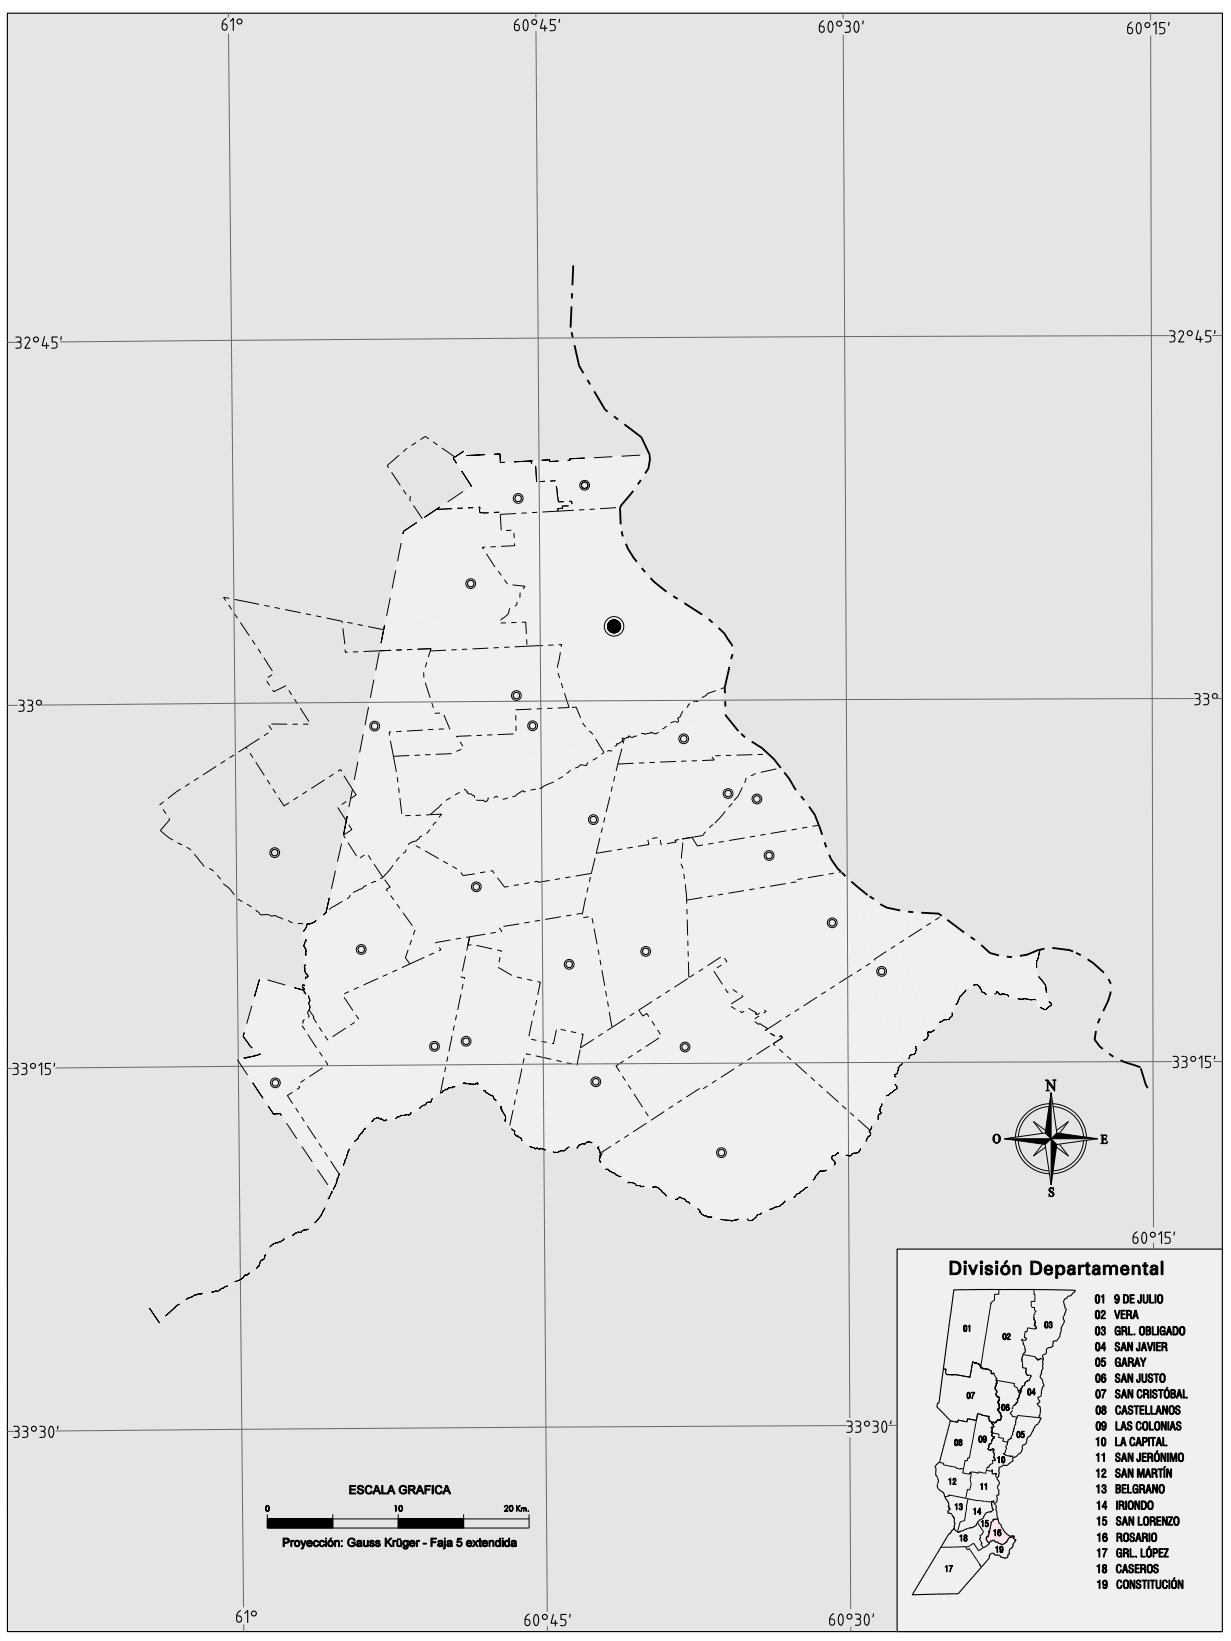 61°
60°45'
60°30'
60°15'
32°45'
32°45'
33°
33°
33°15'
33°15'
N
O
E
S
60°15'
33°30'
33°30'
ESCALA GRAFICA
0
10
20 Km.
Proyección: Gauss Krüger - Faja 5 extendida
61°
60°45'
60°30'
División Departamental
01 9 DE JULIO
02 VERA
03 GRL. OBLIGADO
04 SAN JAVIER
05 GARAY
06 SAN JUSTO
07 SAN CRISTÓBAL
08 CASTELLANOS
09 LAS COLONIAS
10 LA CAPITAL
11 SAN JERÓNIMO
12 SAN MARTÍN
13 BELGRANO
14 IRIONDO
15 SAN LORENZO
16 ROSARIO
17 GRL. LÓPEZ
18 CASEROS
19 CONSTITUCIÓN
01
02
03
04
05
06
07
08
09
10
11
12
13
14
15
16
17
18
19